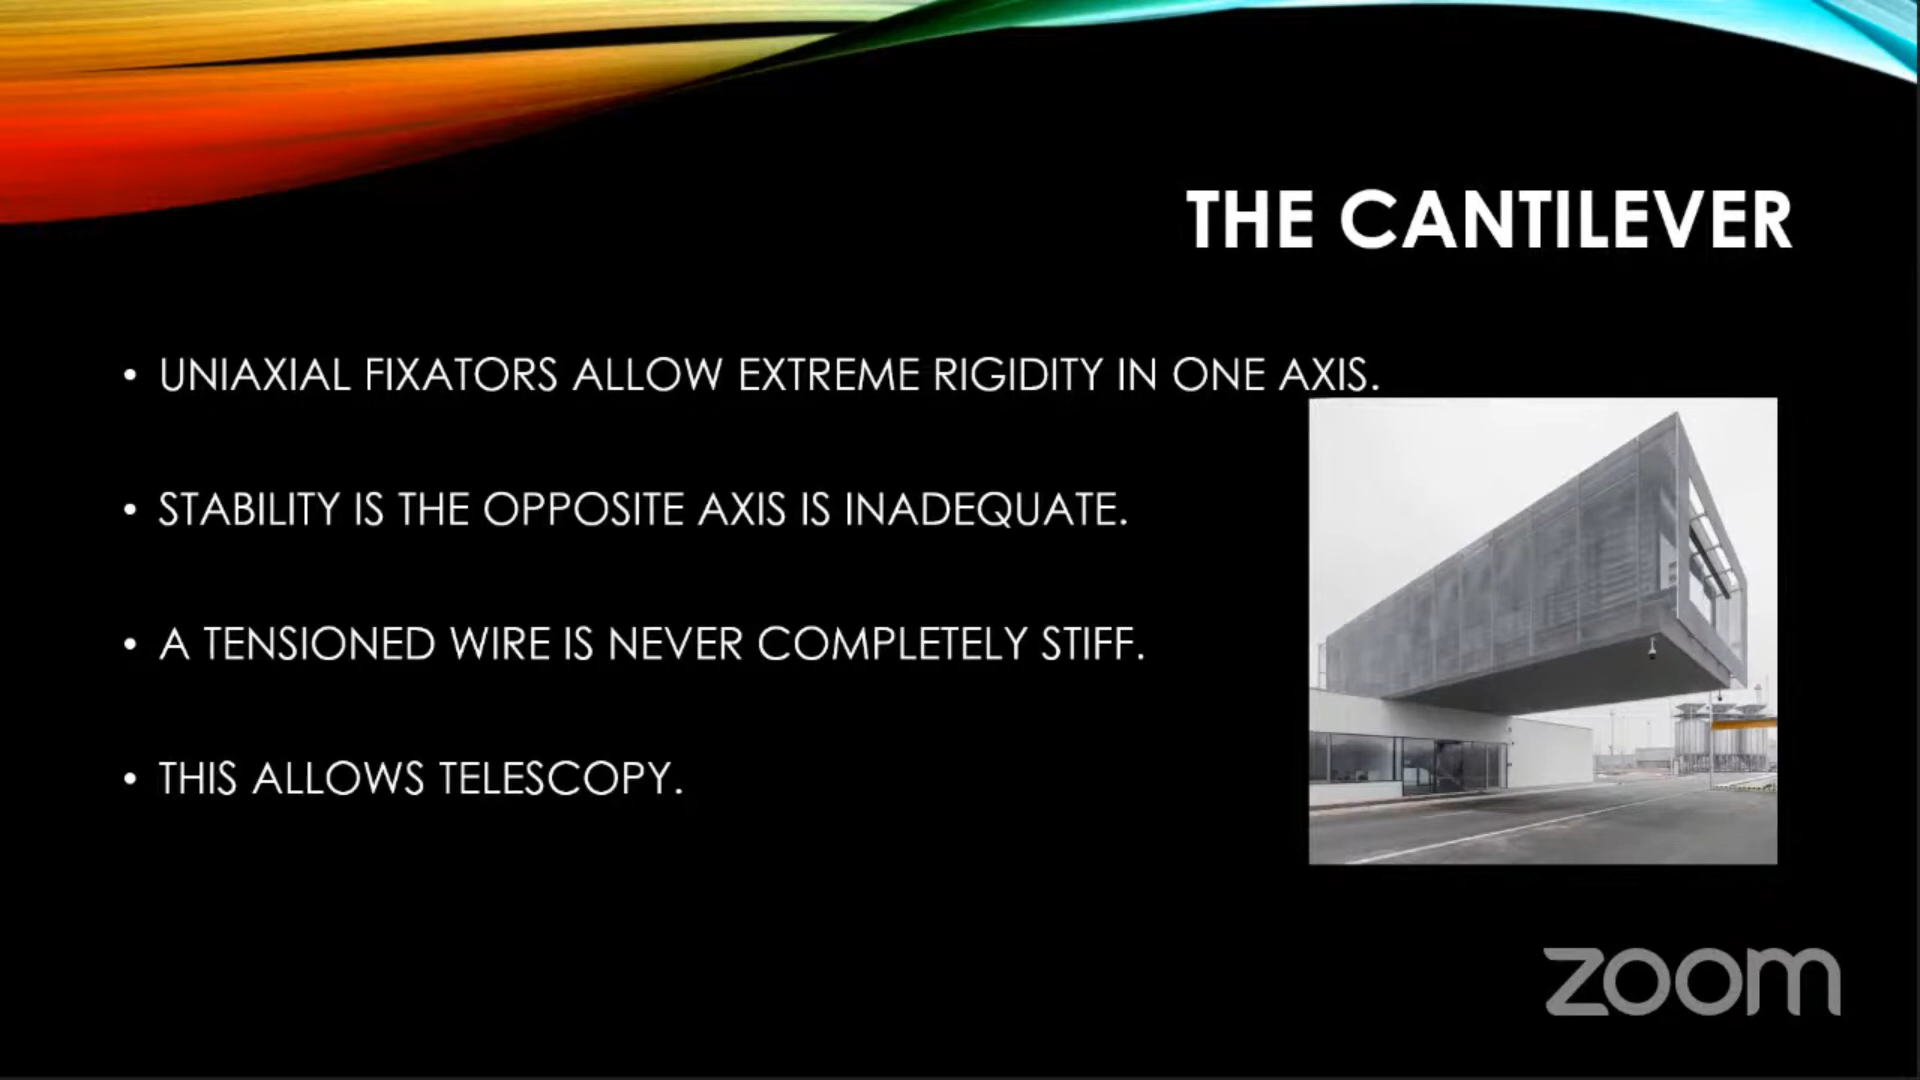 THE CANTILEVER
• UNIAXIAL FIXATORS ALLOW EXTREME RIGIDITY IN ONE AXIS.
• STABILITY IS THE OPPOSITE AXIS IS INADEQUATE.
• A TENSIONED WIRE IS NEVER COMPLETELY STIFF.
• THIS ALLOWS TELESCOPY.
zoom